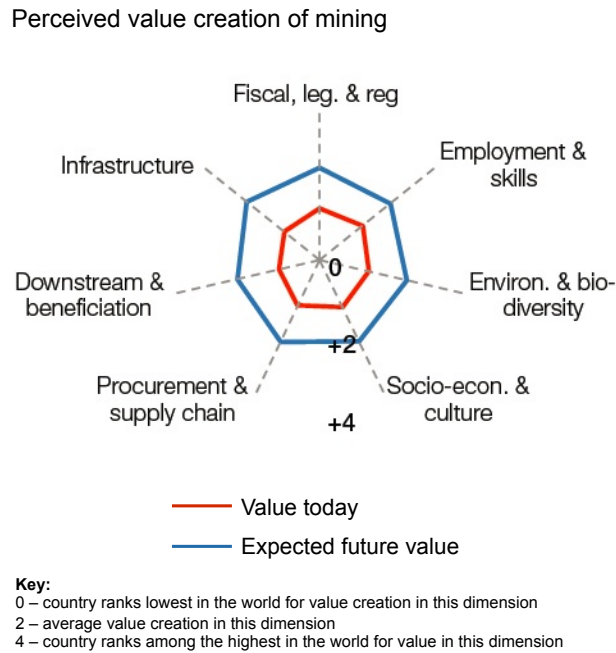 Perceived value creation of mining
Fiscal, leg. & reg
Infrastructure
Employment &
skills
0
Downstream &
beneficiation
Environ. & bio-
diversity
+2
Procurement &
supply chain
Socio-econ. &
culture
+4
Value today
Expected future value
Key:
0 – country ranks lowest in the world for value creation in this dimension
2 – average value creation in this dimension
4 – country ranks among the highest in the world for value in this dimension